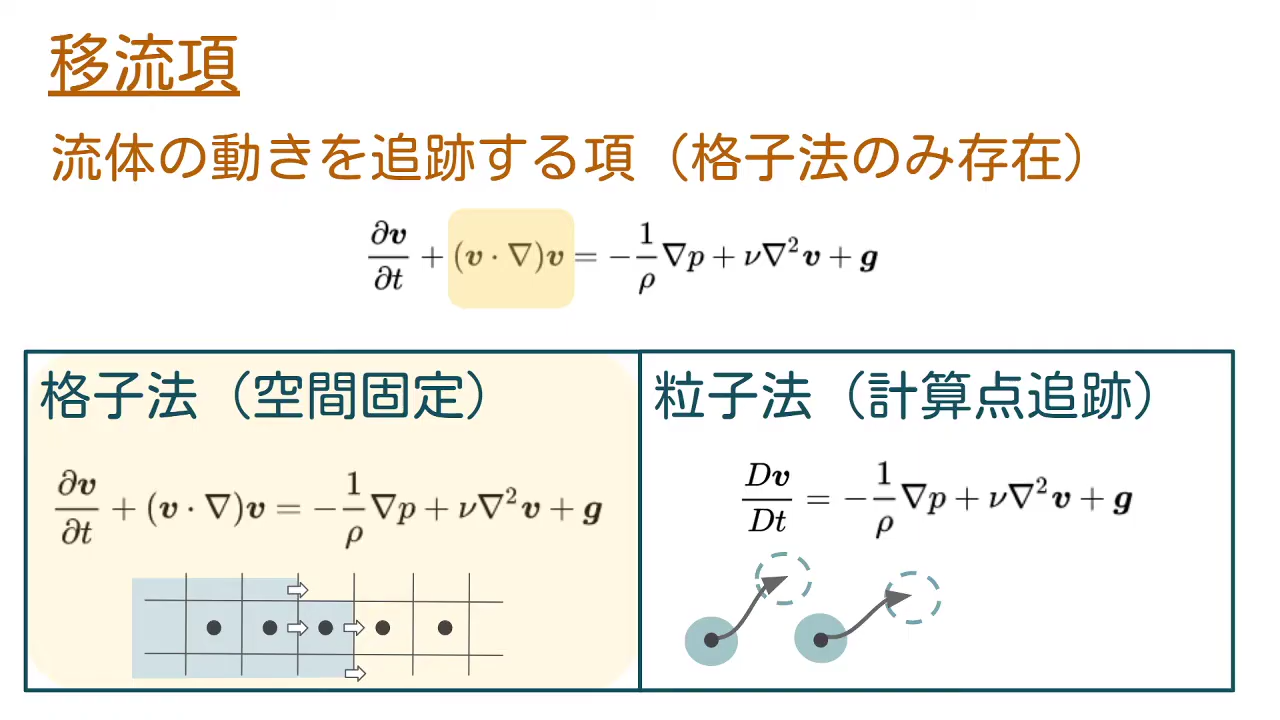 移流項
流体の動きを追跡する項（格子法のみ存在）
∂v/∂t + (v · ∇)v = −1/ρ ∇p + ν∇²v + g
格子法（空間固定）
∂v/∂t + (v · ∇)v = −1/ρ ∇p + ν∇²v + g
粒子法（計算点追跡）
Dv/Dt = −1/ρ ∇p + ν∇²v + g